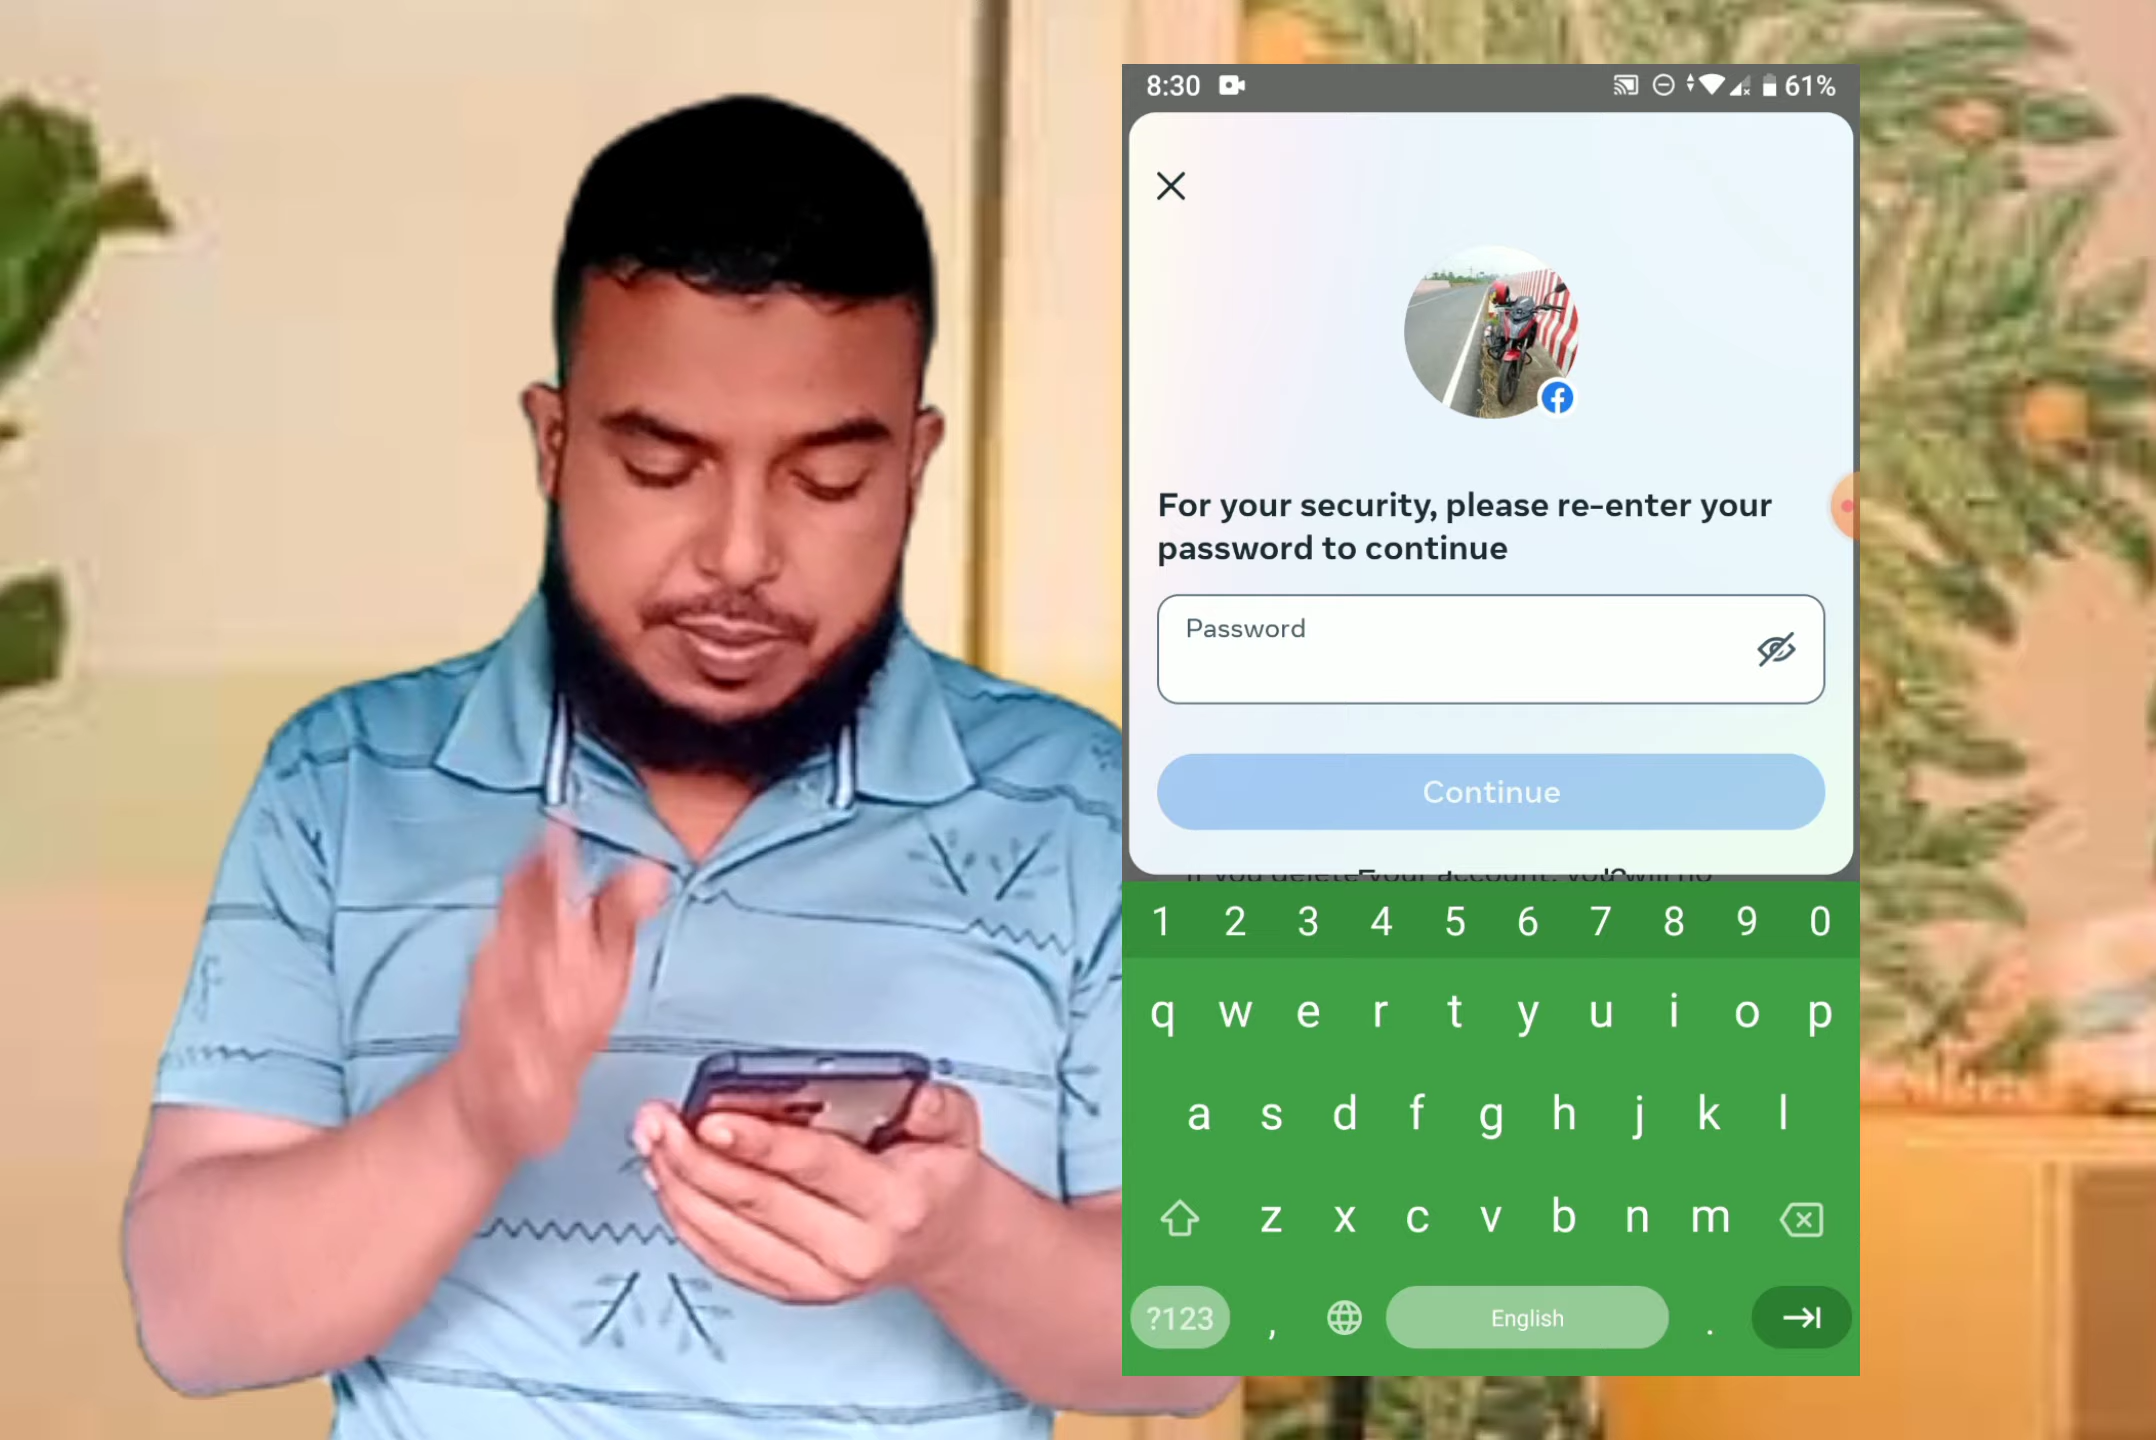 8:30
61%
For your security, please re-enter your
password to continue
Password
Continue
1 2 3 4 5 6 7 8 9 0
q w e r t y u i o p
a s d f g h j k l
z x c v b n m
?123 , English .